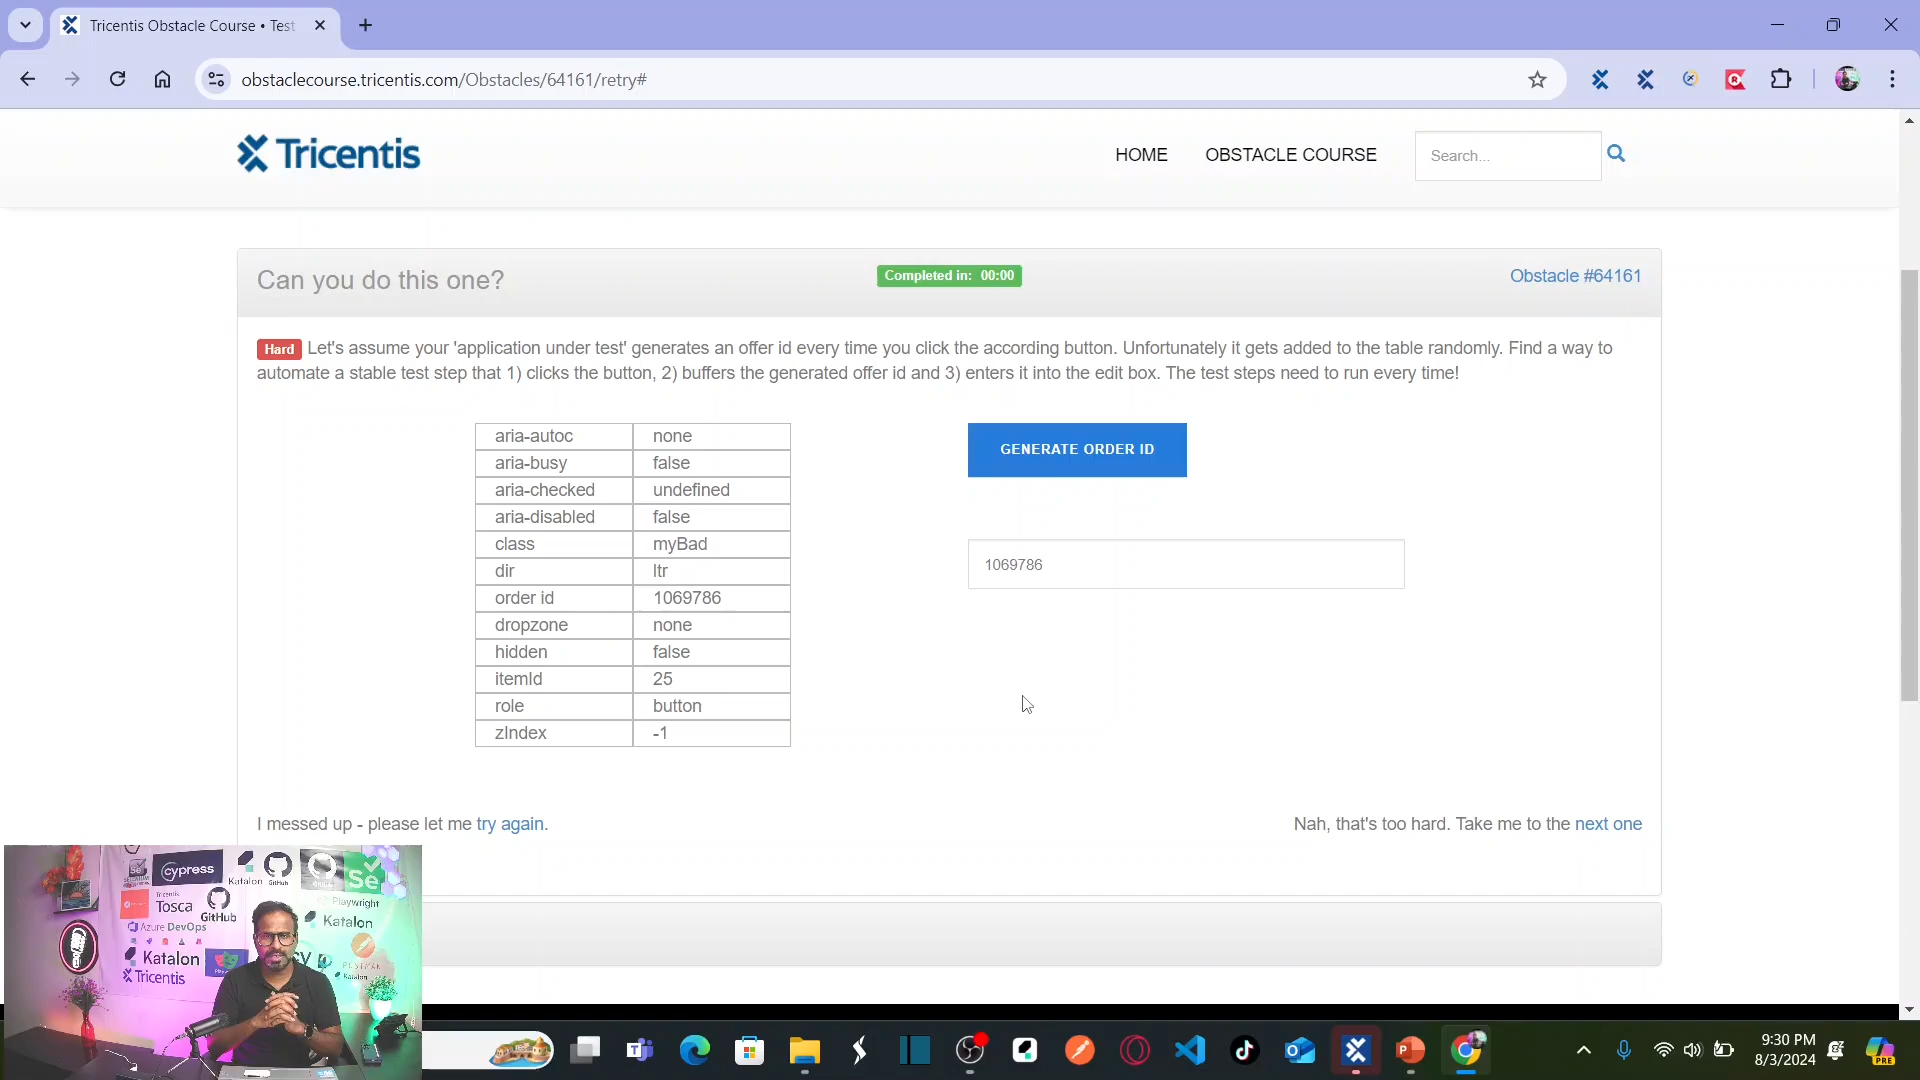 Tricentis Obstacle Course • Test
obstaclecourse.tricentis.com/Obstacles/64161/retry#
Tricentis
HOME
OBSTACLE COURSE
Search...
Can you do this one?
Completed in: 00:00
Obstacle #64161
Hard Let's assume your 'application under test' generates an offer id every time you click the according button. Unfortunately it gets added to the table randomly. Find a way to
automate a stable test step that 1) clicks the button, 2) buffers the generated offer id and 3) enters it into the edit box. The test steps need to run every time!
aria-autoc none
aria-busy false
aria-checked undefined
aria-disabled false
class myBad
dir ltr
order id 1069786
dropzone none
hidden false
itemId 25
role button
zIndex -1
GENERATE ORDER ID
1069786
I messed up - please let me try again.
Nah, that's too hard. Take me to the next one
cypress
Katalon
GitHub
Se
Tricentis
Tosca
GitHub
Playwright
Katalon
Azure DevOps
Katalon
Tricentis
POSTMAN
Katalon
9:30 PM
8/3/2024
PRE